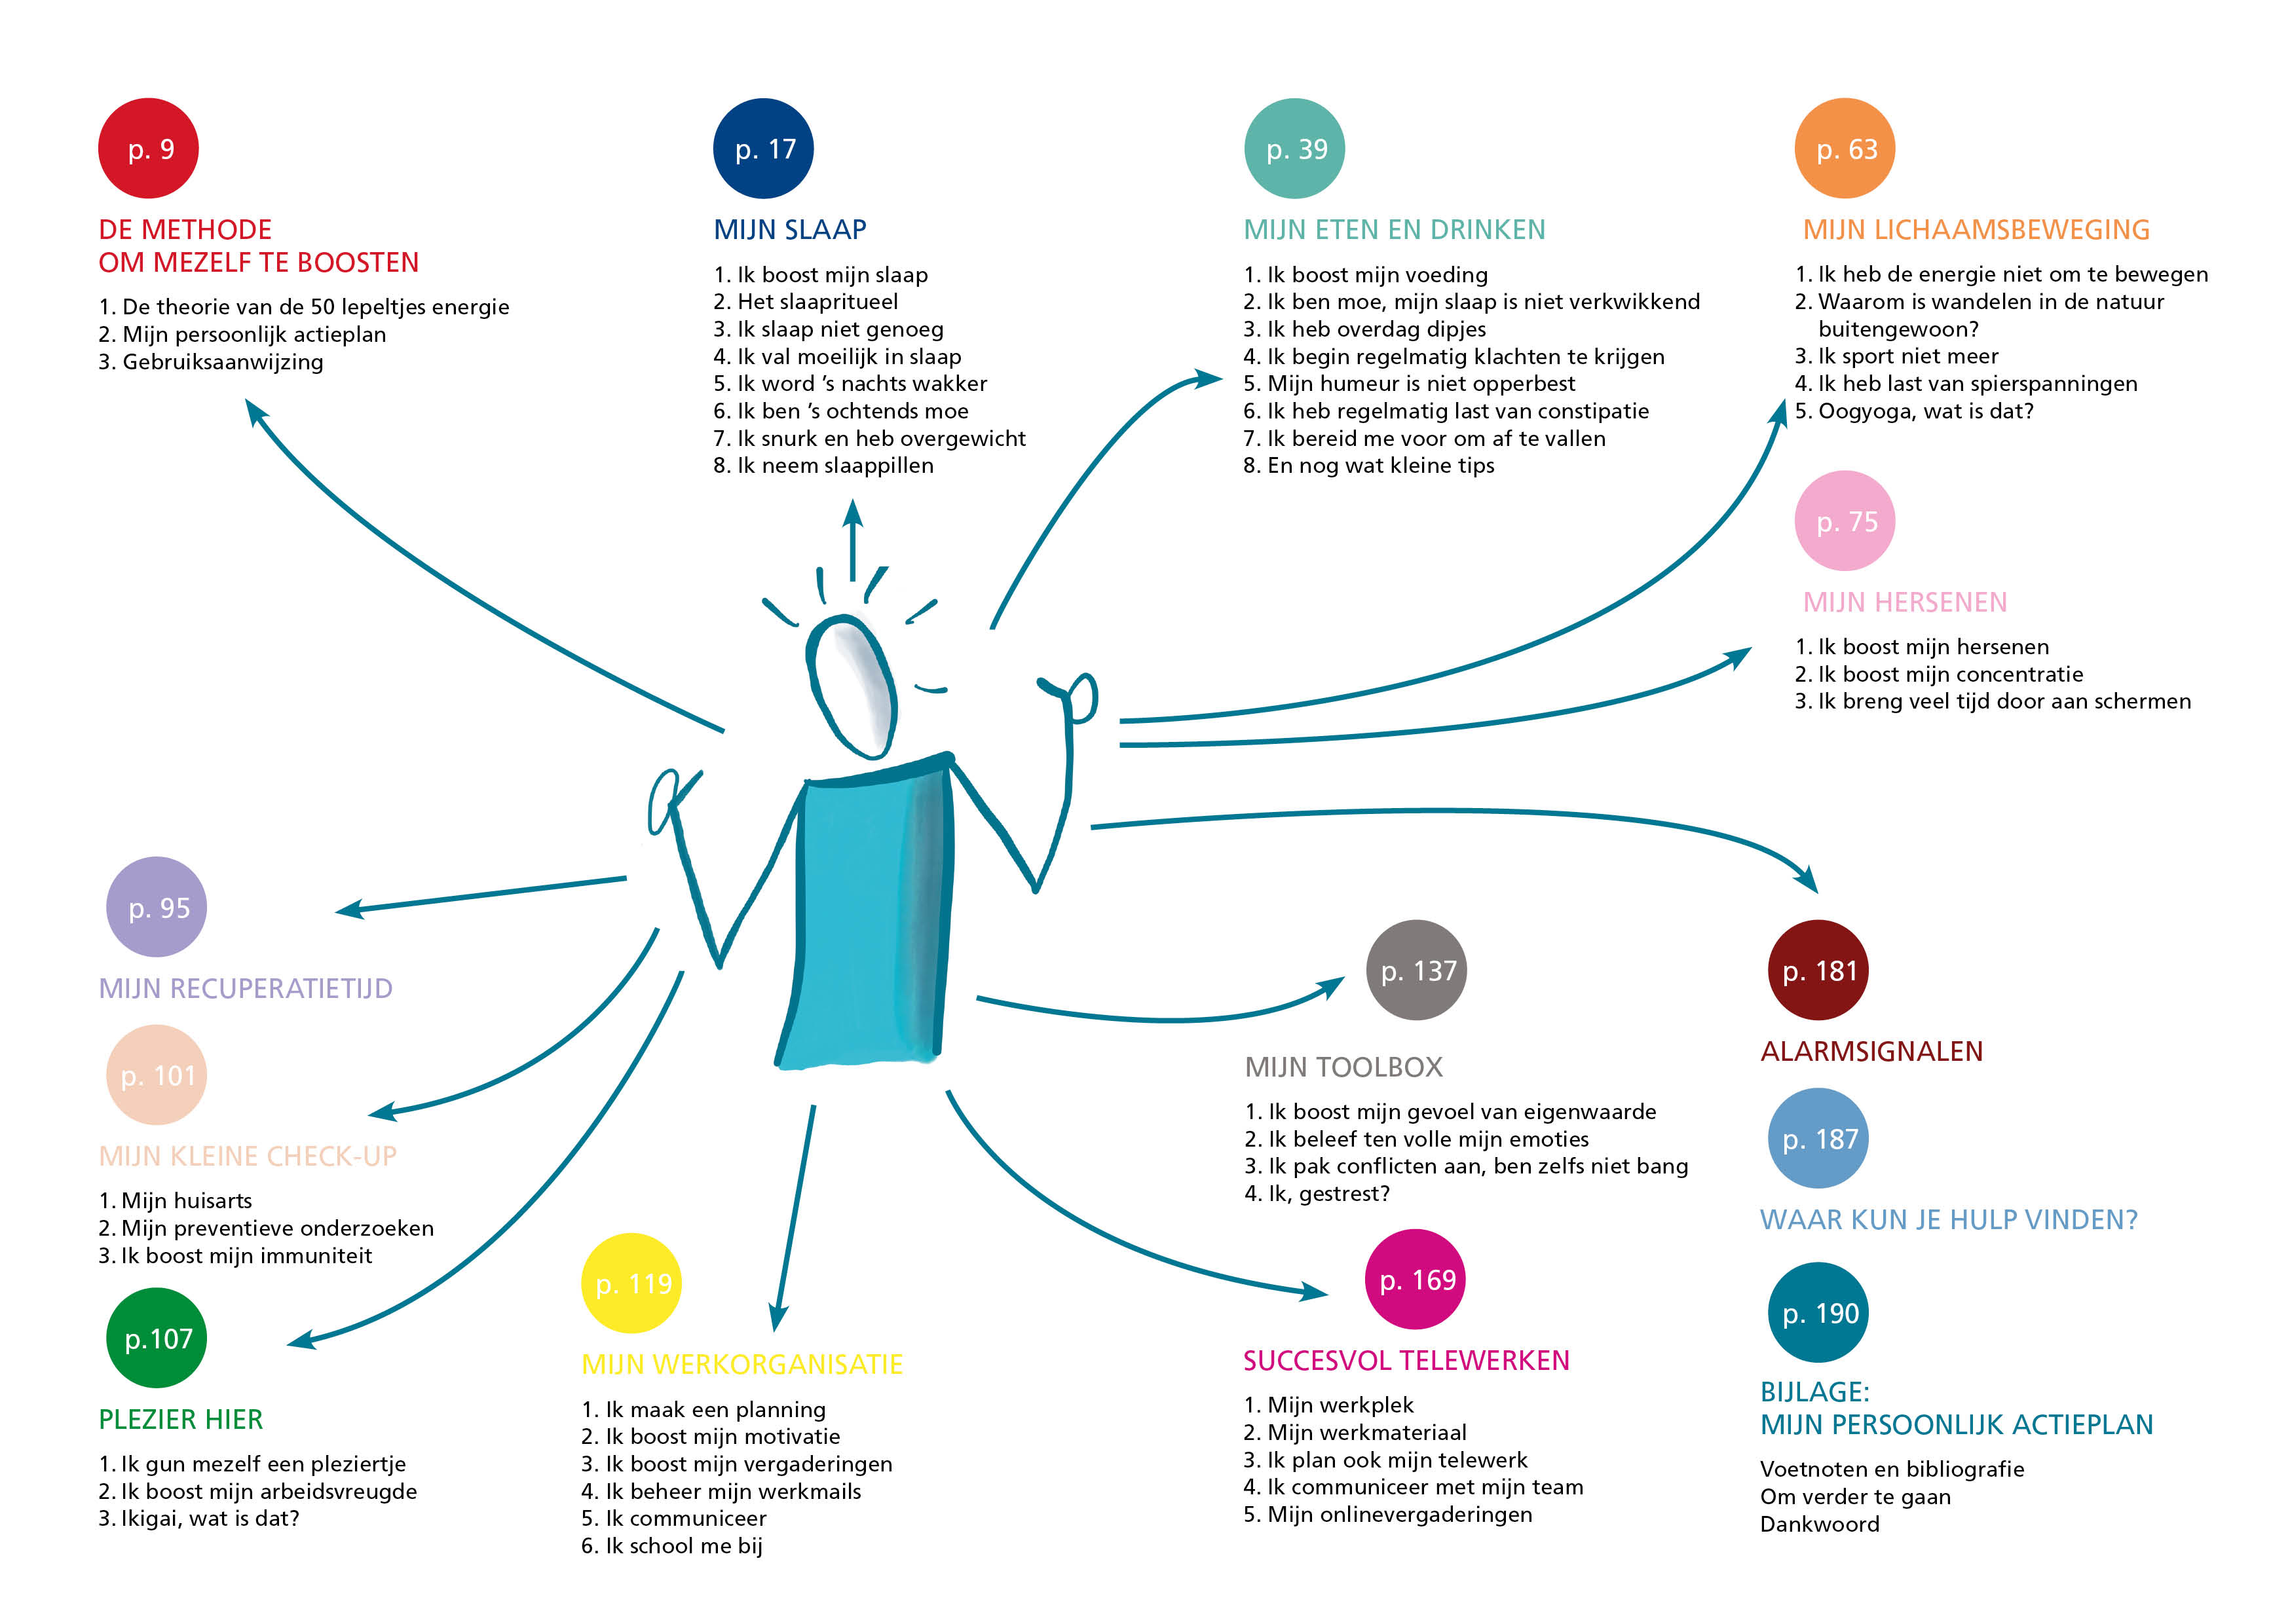 p. 9
DE METHODE
OM MEZELF TE BOOSTEN
1. De theorie van de 50 lepeltjes energie
2. Mijn persoonlijk actieplan
3. Gebruiksaanwijzing
p. 17
MIJN SLAAP
1. Ik boost mijn slaap
2. Het slaapritueel
3. Ik slaap niet genoeg
4. Ik val moeilijk in slaap
5. Ik word ’s nachts wakker
6. Ik ben ’s ochtends moe
7. Ik snurk en heb overgewicht
8. Ik neem slaappillen
p. 39
MIJN ETEN EN DRINKEN
1. Ik boost mijn voeding
2. Ik ben moe, mijn slaap is niet verkwikkend
3. Ik heb overdag dipjes
4. Ik begin regelmatig klachten te krijgen
5. Mijn humeur is niet opperbest
6. Ik heb regelmatig last van constipatie
7. Ik bereid me voor om af te vallen
8. En nog wat kleine tips
p. 63
MIJN LICHAAMSBEWEGING
1. Ik heb de energie niet om te bewegen
2. Waarom is wandelen in de natuur
buitengewoon?
3. Ik sport niet meer
4. Ik heb last van spierspanningen
5. Oogyoga, wat is dat?
p. 75
MIJN HERSENEN
1. Ik boost mijn hersenen
2. Ik boost mijn concentratie
3. Ik breng veel tijd door aan schermen
p. 95
MIJN RECUPERATIETIJD
p. 101
MIJN KLEINE CHECK-UP
1. Mijn huisarts
2. Mijn preventieve onderzoeken
3. Ik boost mijn immuniteit
p.107
PLEZIER HIER
1. Ik gun mezelf een pleziertje
2. Ik boost mijn arbeidsvreugde
3. Ikigai, wat is dat?
p. 119
MIJN WERKORGANISATIE
1. Ik maak een planning
2. Ik boost mijn motivatie
3. Ik boost mijn vergaderingen
4. Ik beheer mijn werkmails
5. Ik communiceer
6. Ik school me bij
p. 137
MIJN TOOLBOX
1. Ik boost mijn gevoel van eigenwaarde
2. Ik beleef ten volle mijn emoties
3. Ik pak conflicten aan, ben zelfs niet bang
4. Ik, gestrest?
p. 169
SUCCESVOL TELEWERKEN
1. Mijn werkplek
2. Mijn werkmateriaal
3. Ik plan ook mijn telewerk
4. Ik communiceer met mijn team
5. Mijn onlinevergaderingen
p. 181
ALARMSIGNALEN
p. 187
WAAR KUN JE HULP VINDEN?
p. 190
BIJLAGE:
MIJN PERSOONLIJK ACTIEPLAN
Voetnoten en bibliografie
Om verder te gaan
Dankwoord